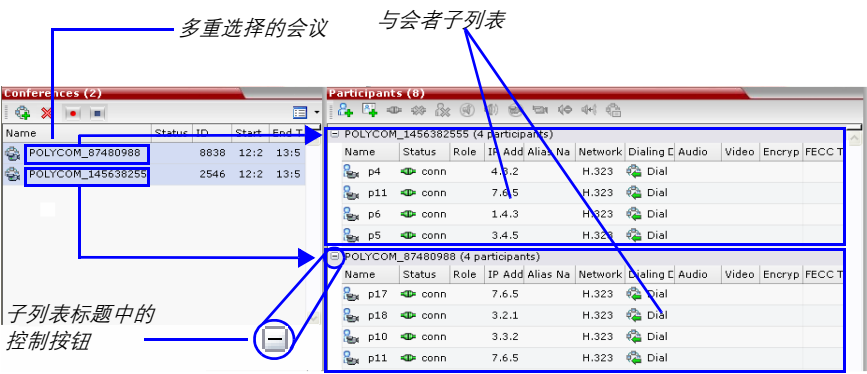 多重选择的会议
与会者子列表
Conferences (2)
Name Status ID Start End T
POLYCOM_87480988 8838 12:2 13:5
POLYCOM_145638255 2546 12:2 13:5
Participants (8)
POLYCOM_1456382555 (4 participants)
Name Status Role IP Add Alias Na Network Dialing D Audio Video Encryp FECC T
p4 conn 4.3.2 H.323 Dial
p11 conn 7.6.5 H.323 Dial
p6 conn 1.4.3 H.323 Dial
p5 conn 3.4.5 H.323 Dial
POLYCOM_87480988 (4 participants)
Name Status Role IP Add Alias Na Network Dialing D Audio Video Encryp FECC T
p17 conn 7.6.5 H.323 Dial
p18 conn 3.2.1 H.323 Dial
p10 conn 3.3.2 H.323 Dial
p11 conn 7.6.5 H.323 Dial
子列表标题中的
控制按钮